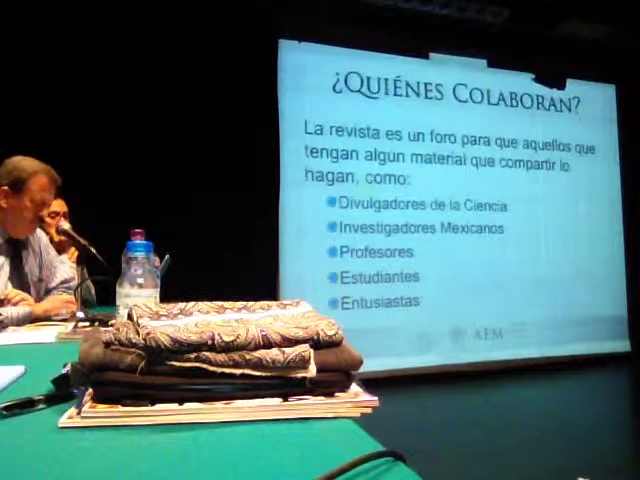 ¿QUIÉNES COLABORAN?
La revista es un foro para que aquellos que
tengan algún material que compartir lo
hagan, como:
Divulgadores de la Ciencia
Investigadores Mexicanos
Profesores
Estudiantes
Entusiastas
AEM